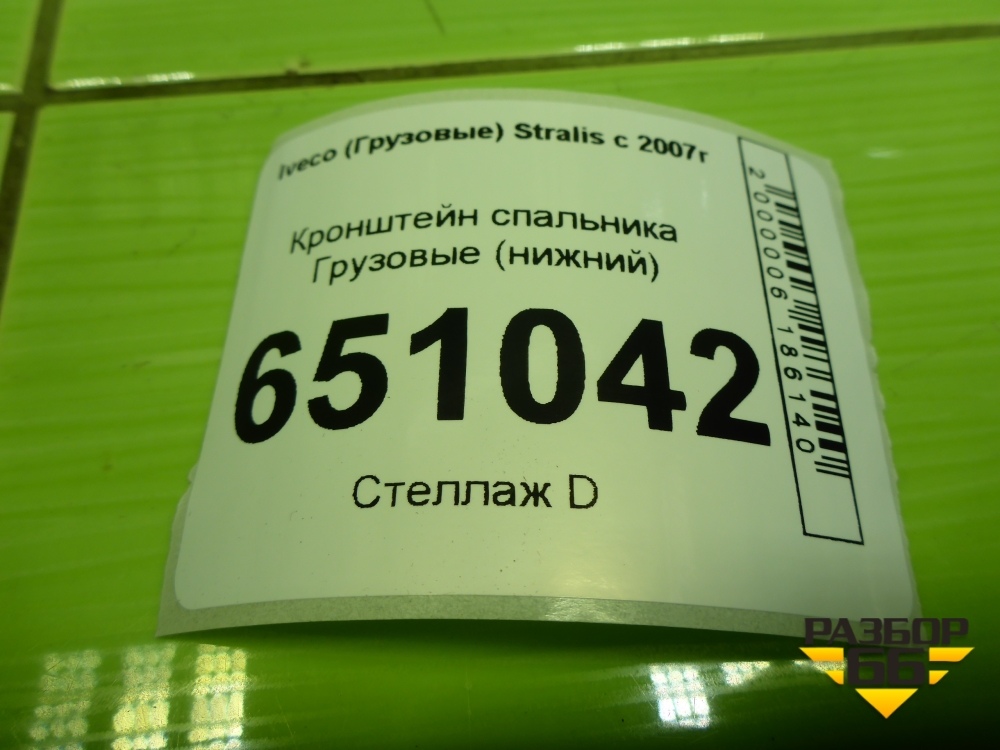 Iveco (Грузовые) Stralis с 2007г
Кронштейн спальника
Грузовые (нижний)
651042
Стеллаж D
2000006186140
РАЗБОР
66